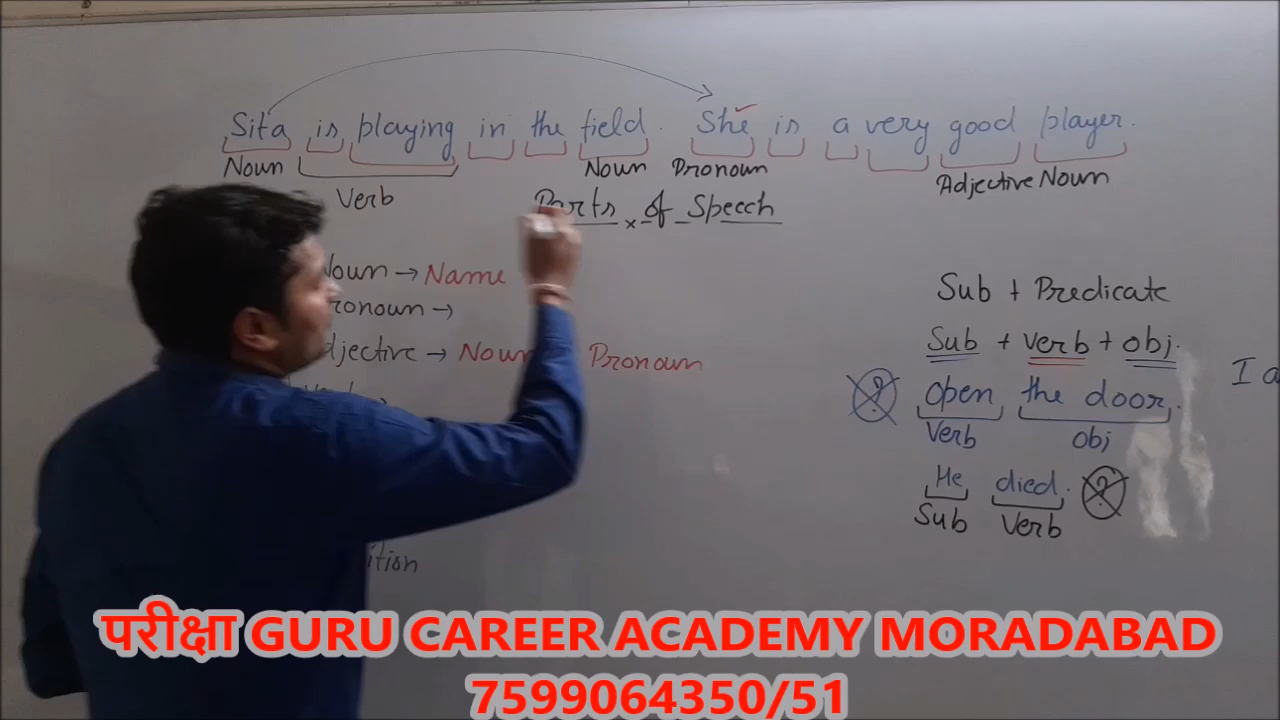 Sita is playing in the field. She is a very good player.
Noun Verb Noun Pronoun Adjective Noun
Parts of Speech
Noun → Name
Pronoun →
Adjective → Noun Pronoun
Sub + Predicate
Sub + verb + obj.
? open the door.
Verb obj
He died. ?
Sub Verb
I a
परीक्षा GURU CAREER ACADEMY MORADABAD
7599064350/51